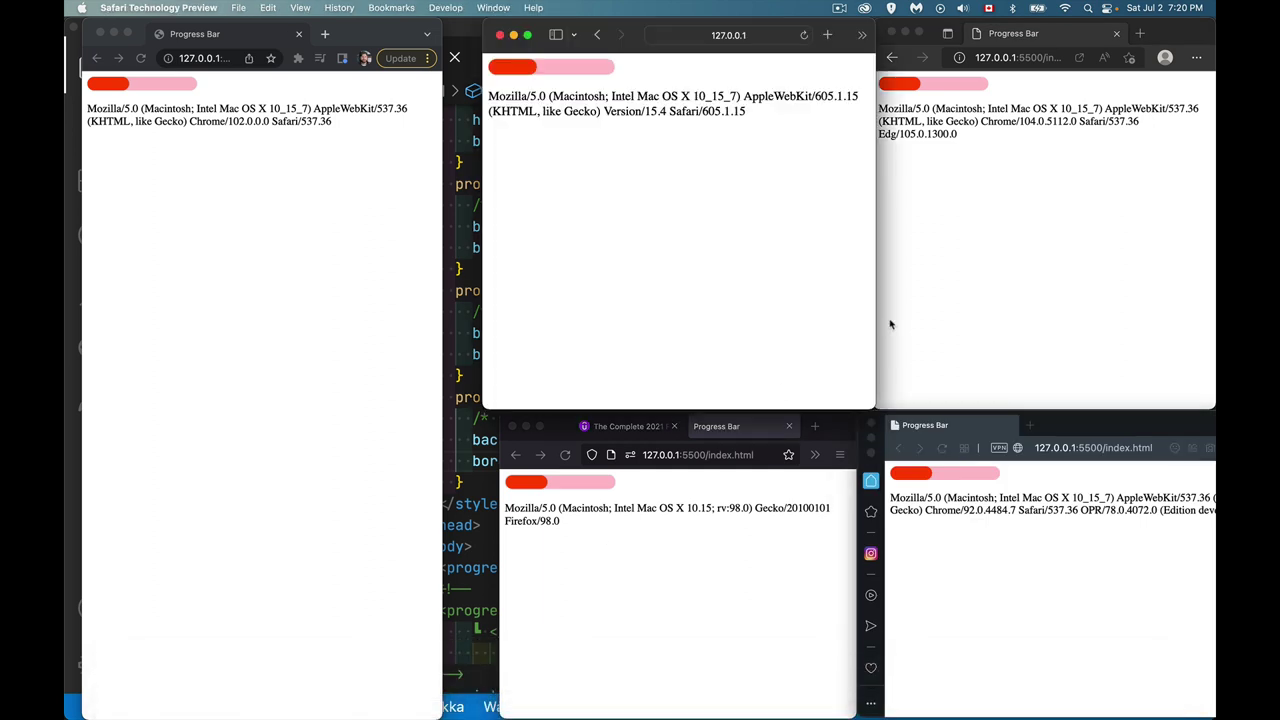 Safari Technology Preview File Edit View History Bookmarks Develop Window Help Sat Jul 2 7:20 PM
Progress Bar
Update
Mozilla/5.0 (Macintosh; Intel Mac OS X 10_15_7) AppleWebKit/537.36
(KHTML, like Gecko) Chrome/102.0.0.0 Safari/537.36
127.0.0.1
Mozilla/5.0 (Macintosh; Intel Mac OS X 10_15_7) AppleWebKit/605.1.15
(KHTML, like Gecko) Version/15.4 Safari/605.1.15
Progress Bar
127.0.0.1:5500/in...
Mozilla/5.0 (Macintosh; Intel Mac OS X 10_15_7) AppleWebKit/537.36
(KHTML, like Gecko) Chrome/104.0.5112.0 Safari/537.36
Edg/105.0.1300.0
h
b
}
pro
/
b
b
}
pro
/
b
b
}
pro
/*
bac
bor
}
</style
head>
ody>
<progre
<!--
<progre
<
-->
kka Wa
The Complete 2021
Progress Bar
127.0.0.1:5500/index.html
Mozilla/5.0 (Macintosh; Intel Mac OS X 10.15; rv:98.0) Gecko/20100101
Firefox/98.0
Progress Bar
VPN 127.0.0.1:5500/index.html
Mozilla/5.0 (Macintosh; Intel Mac OS X 10_15_7) AppleWebKit/537.36 (
Gecko) Chrome/92.0.4484.7 Safari/537.36 OPR/78.0.4072.0 (Edition deve